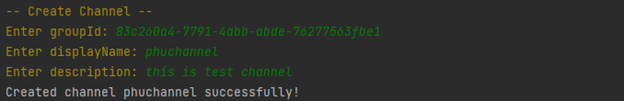 -- Create Channel --
Enter groupId: 83c260a4-7791-4abb-abde-76277563fbe1
Enter displayName: phuchannel
Enter description: this is test channel
Created channel phuchannel successfully!